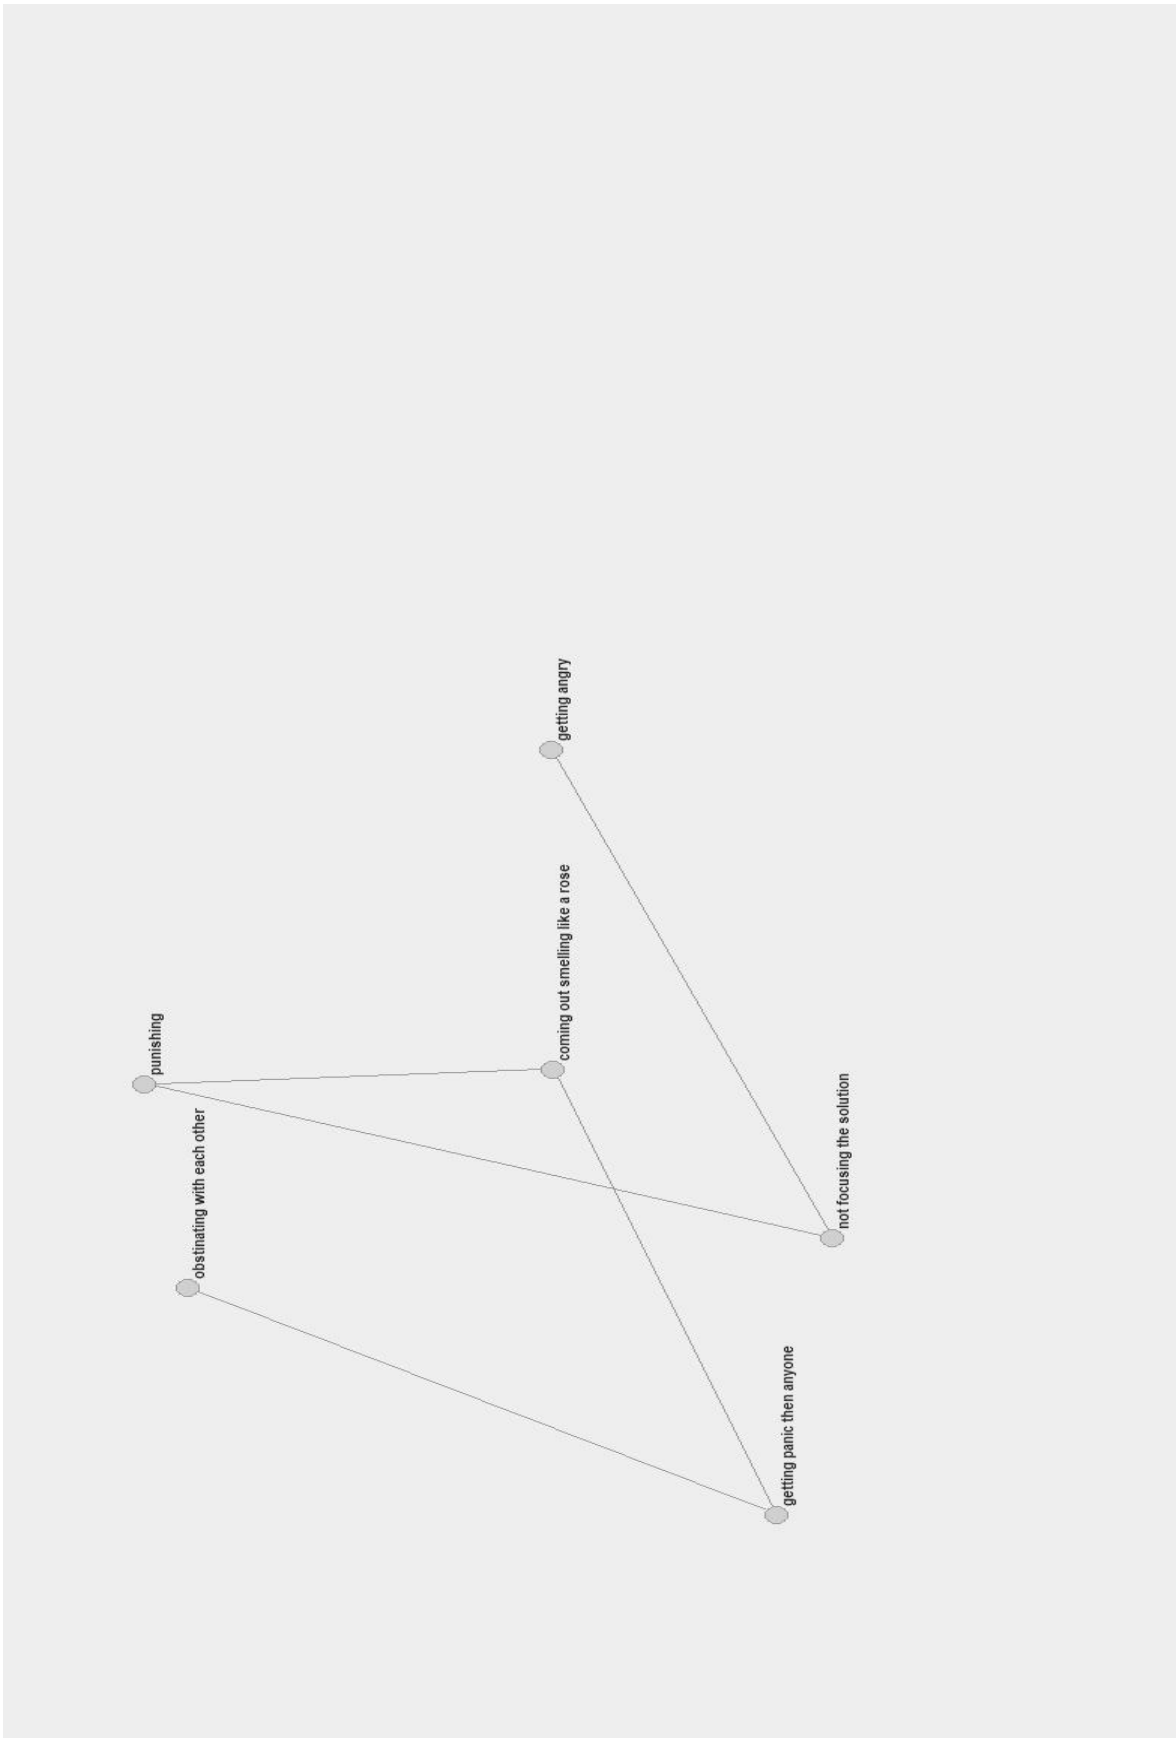 punishing
obstinating with each other
getting angry
coming out smelling like a rose
not focusing the solution
getting panic then anyone